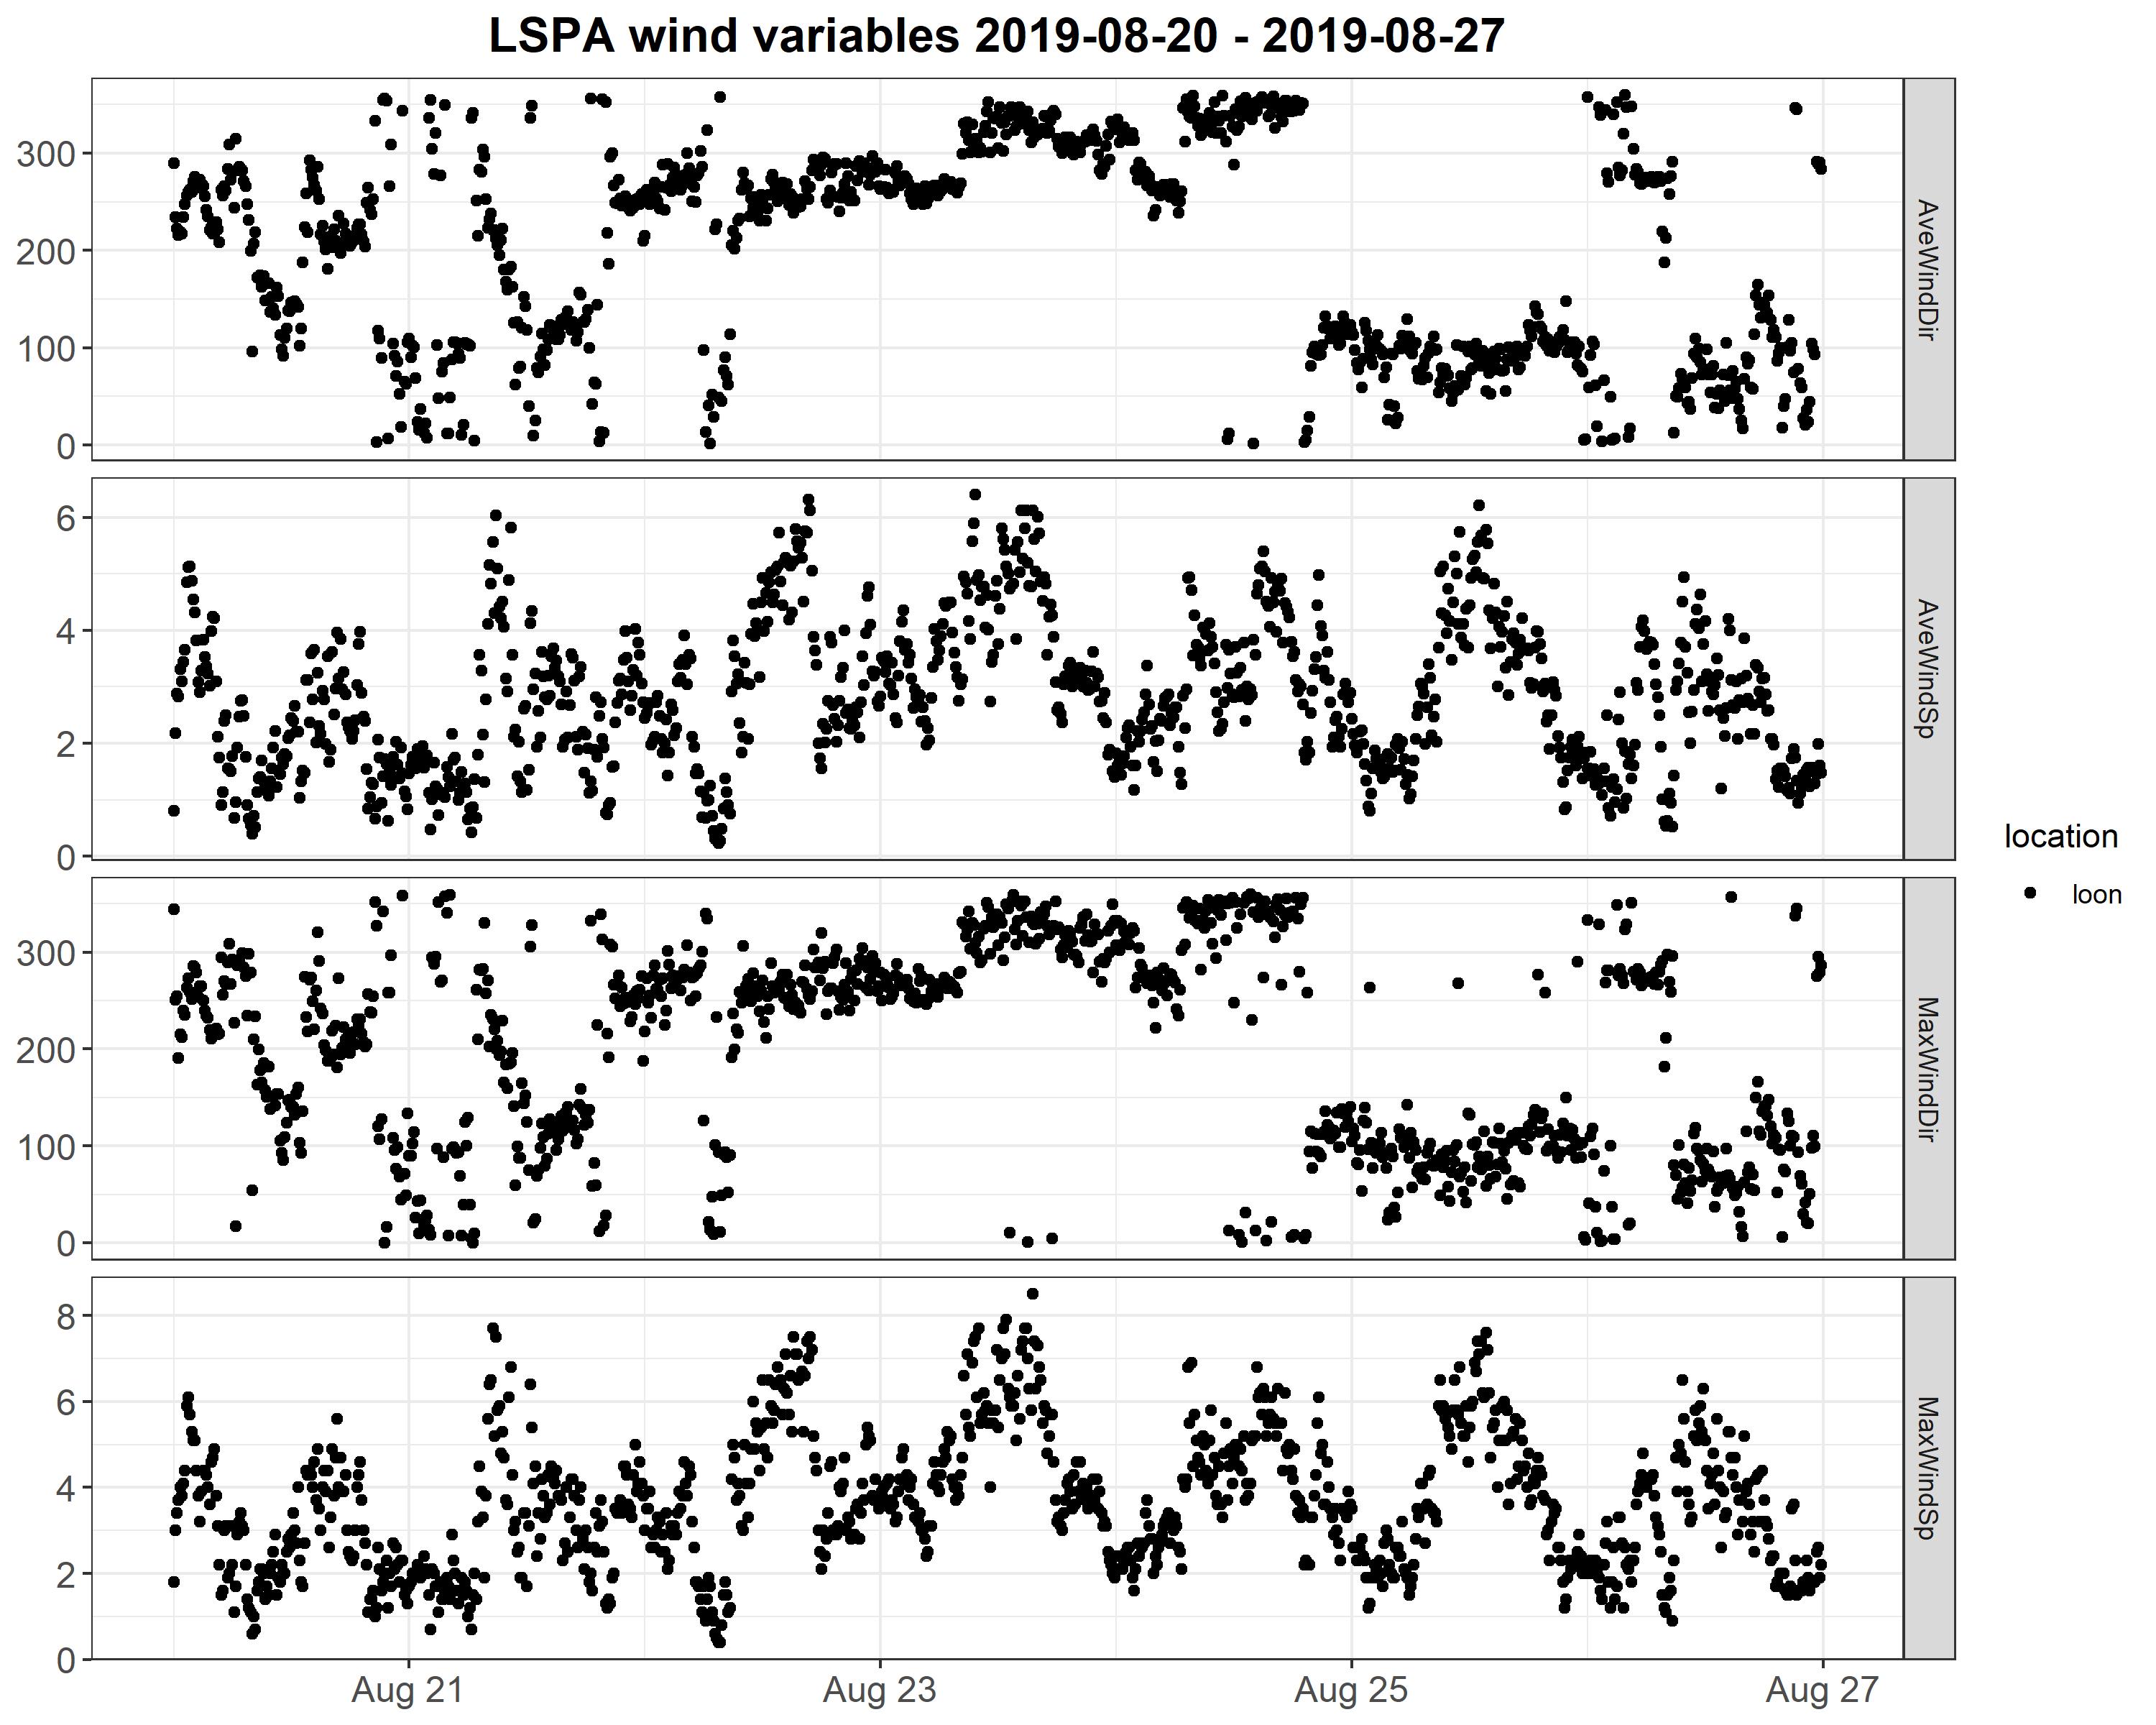 LSPA wind variables 2019-08-20 - 2019-08-27
300
200
100
0
AveWindDir
6
4
2
0
AveWindSp
location
loon
300
200
100
0
MaxWindDir
8
6
4
2
0
MaxWindSp
Aug 21 Aug 23 Aug 25 Aug 27